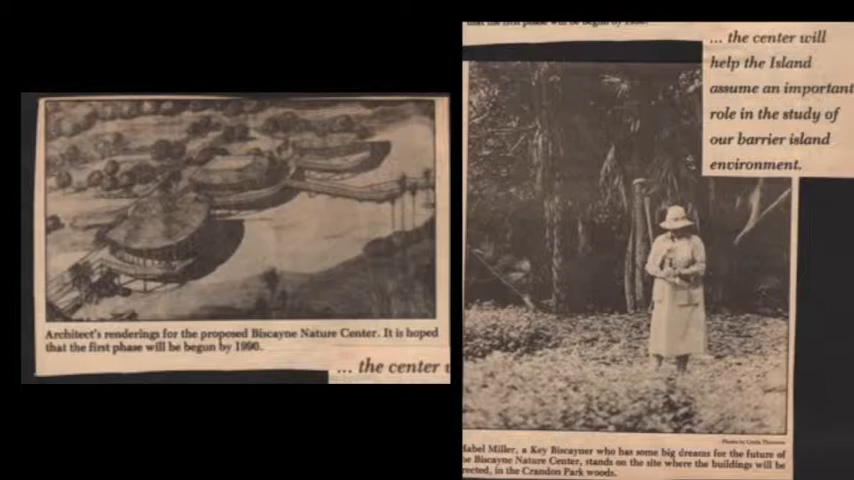 Architect's renderings for the proposed Biscayne Nature Center. It is hoped
that the first phase will be begun by 1990.
... the center
that the first phase will be begun by 1990.
... the center will
help the Island
assume an important
role in the study of
our barrier island
environment.
Photos by Linda
Mabel Miller, a Key Biscayner who has some big dreams for the future of
the Biscayne Nature Center, stands on the site where the buildings will be
erected, in the Crandon Park woods.